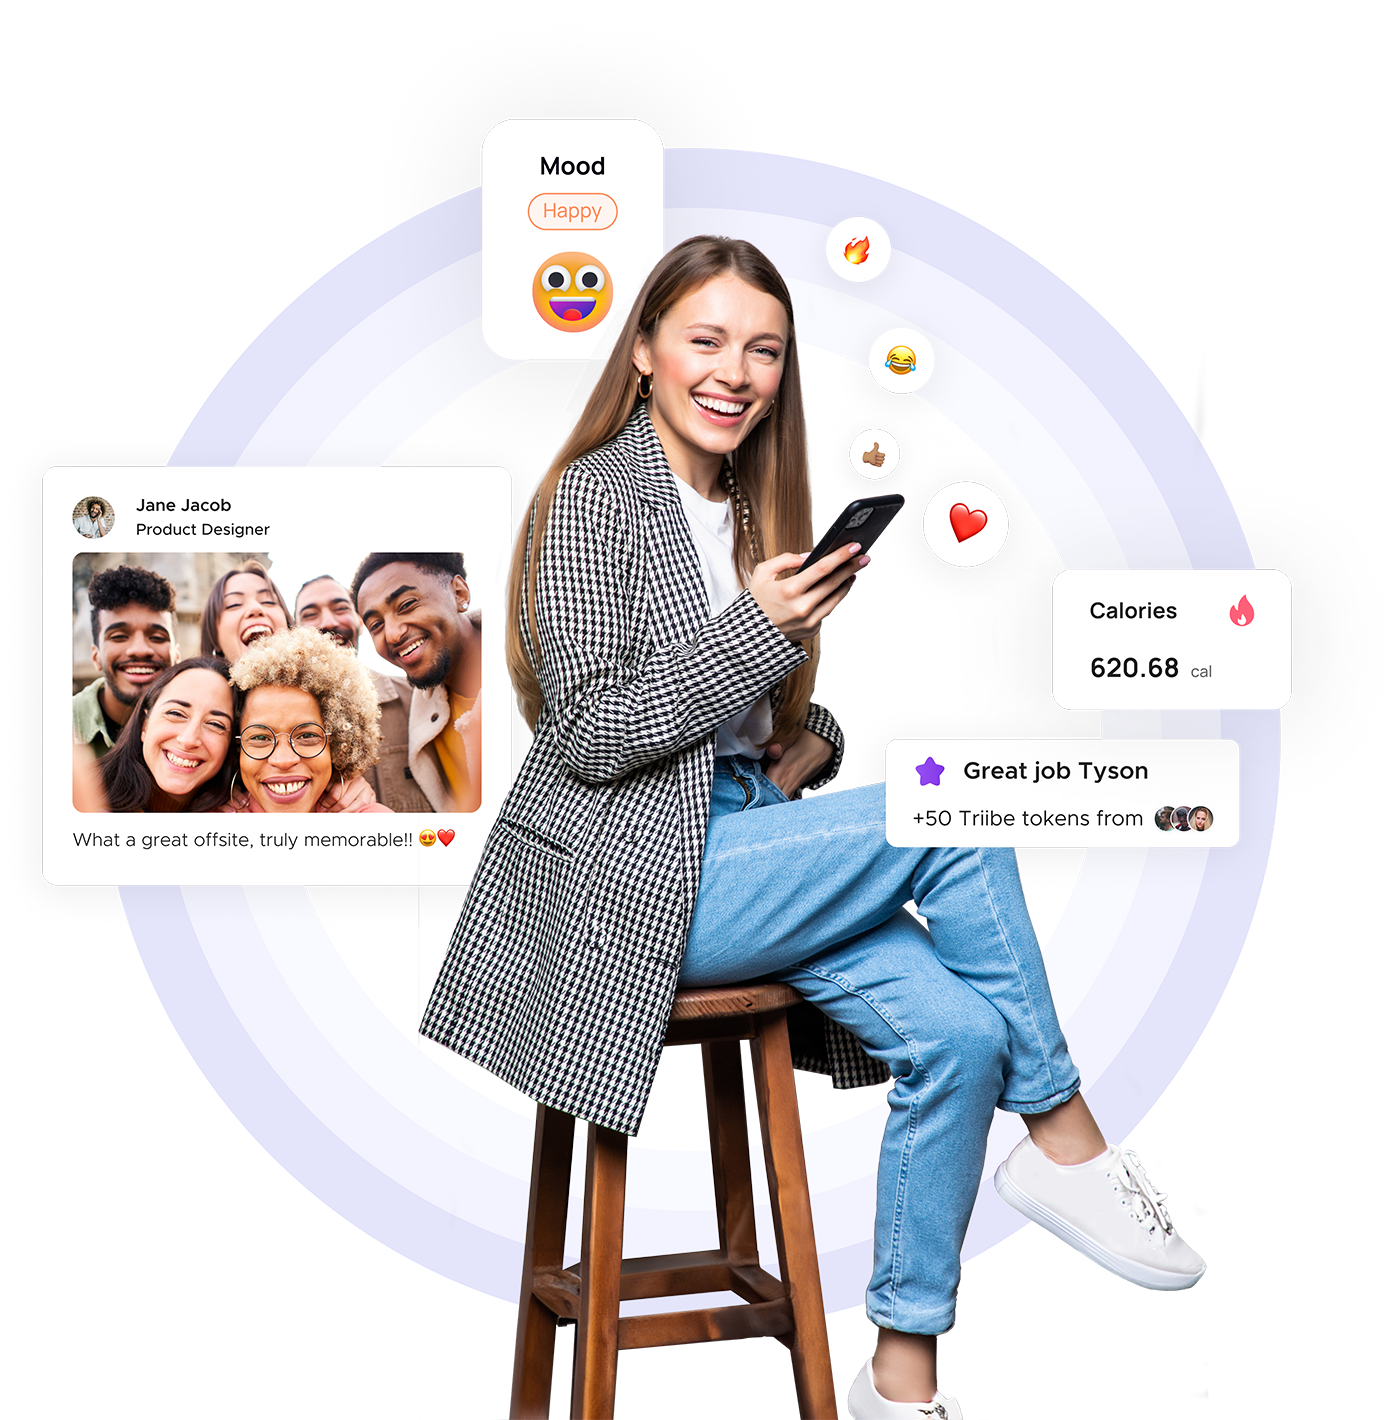 Mood
Happy
Jane Jacob
Product Designer
What a great offsite, truly memorable!! 😍❤️
Calories
620.68 cal
Great job Tyson
+50 Triibe tokens from